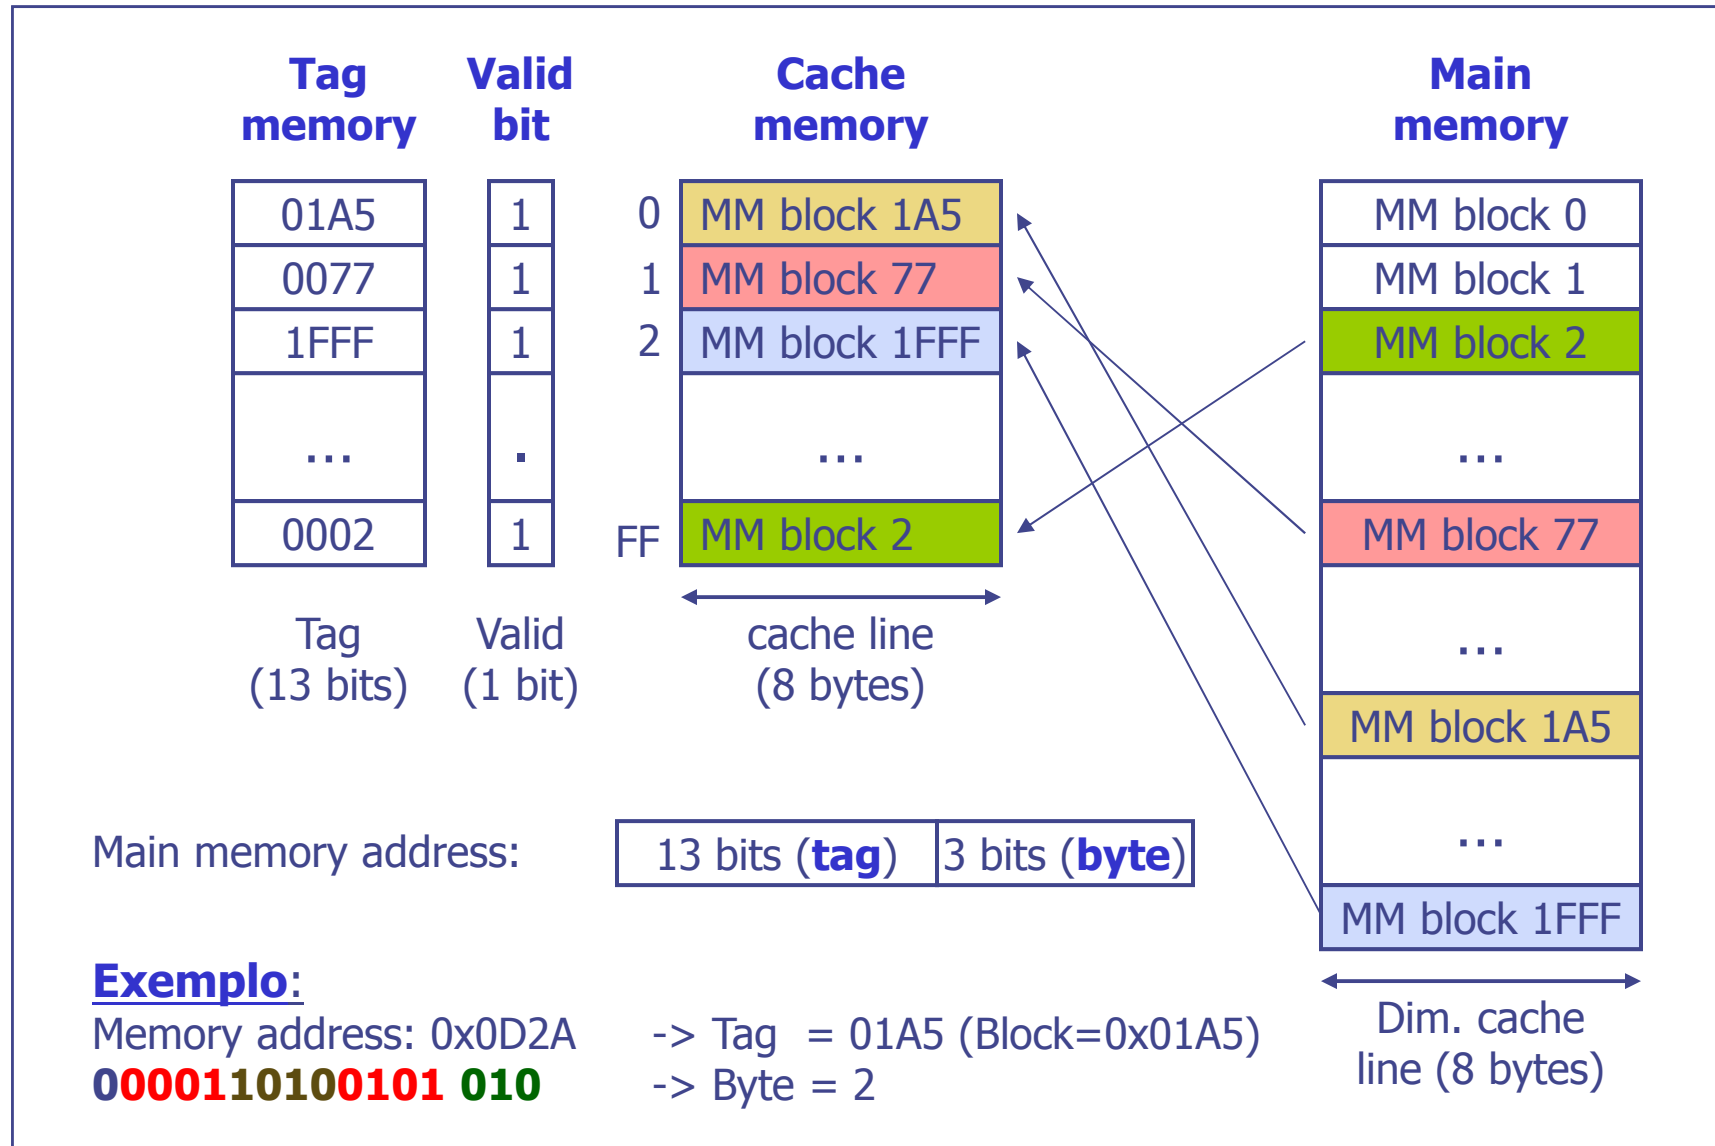 Tag memory
Valid bit
Cache memory
Main memory
01A5
1
0
MM block 1A5
MM block 0
0077
1
1
MM block 77
MM block 1
1FFF
1
2
MM block 1FFF
MM block 2
...
.
...
...
0002
1
FF
MM block 2
MM block 77
Tag
(13 bits)
Valid
(1 bit)
cache line
(8 bytes)
...
MM block 1A5
...
MM block 1FFF
Dim. cache
line (8 bytes)
Main memory address:
13 bits (tag)
3 bits (byte)
Exemplo:
Memory address: 0x0D2A -> Tag = 01A5 (Block=0x01A5)
0000110100101 010 -> Byte = 2